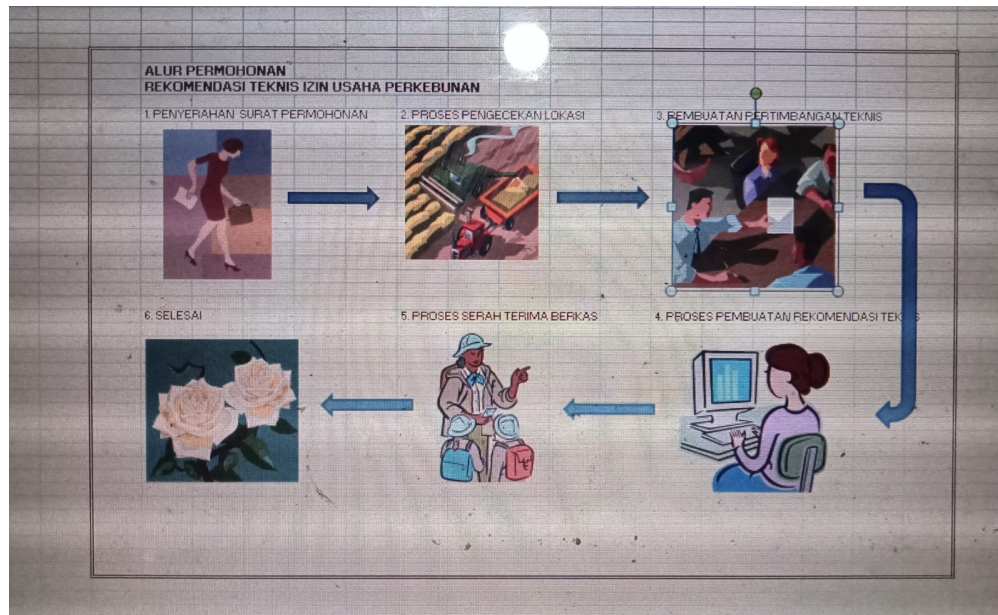 ALUR PERMOHONAN
REKOMENDASI TEKNIS IZIN USAHA PERKEBUNAN
1. PENYERAHAN SURAT PERMOHONAN
2. PROSES PENGECEKAN LOKASI
3. PEMBUATAN PERTIMBANGAN TEKNIS
4. PROSES PEMBUATAN REKOMENDASI
5. PROSES SERAH TERIMA BERKAS
6. SELESAI